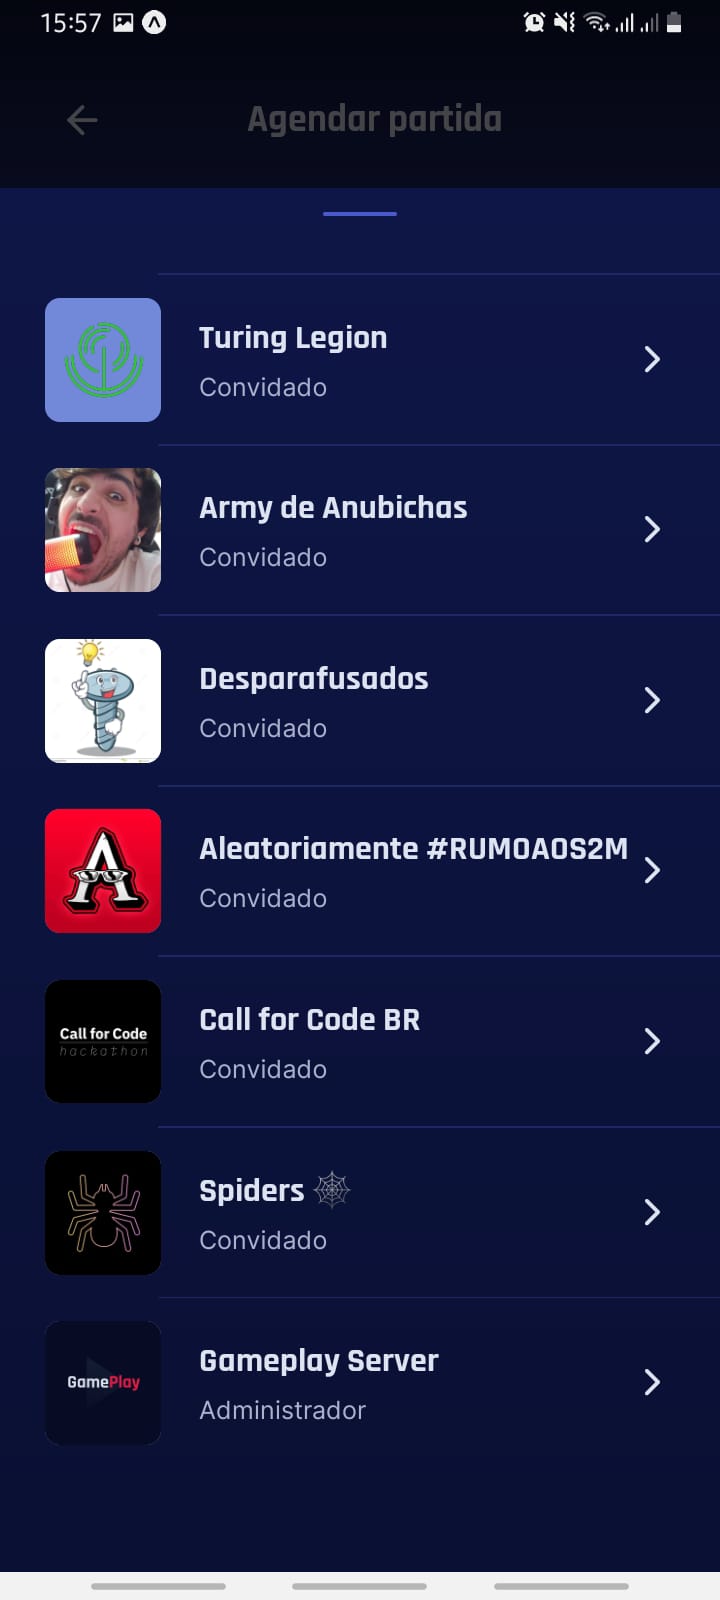 15:57
Agendar partida
Turing Legion
Convidado
Army de Anubichas
Convidado
Desparafusados
Convidado
Aleatoriamente #RUMOAOS2M
Convidado
Call for Code
hackathon
Call for Code BR
Convidado
Spiders 🕸
Convidado
GamePlay
Gameplay Server
Administrador